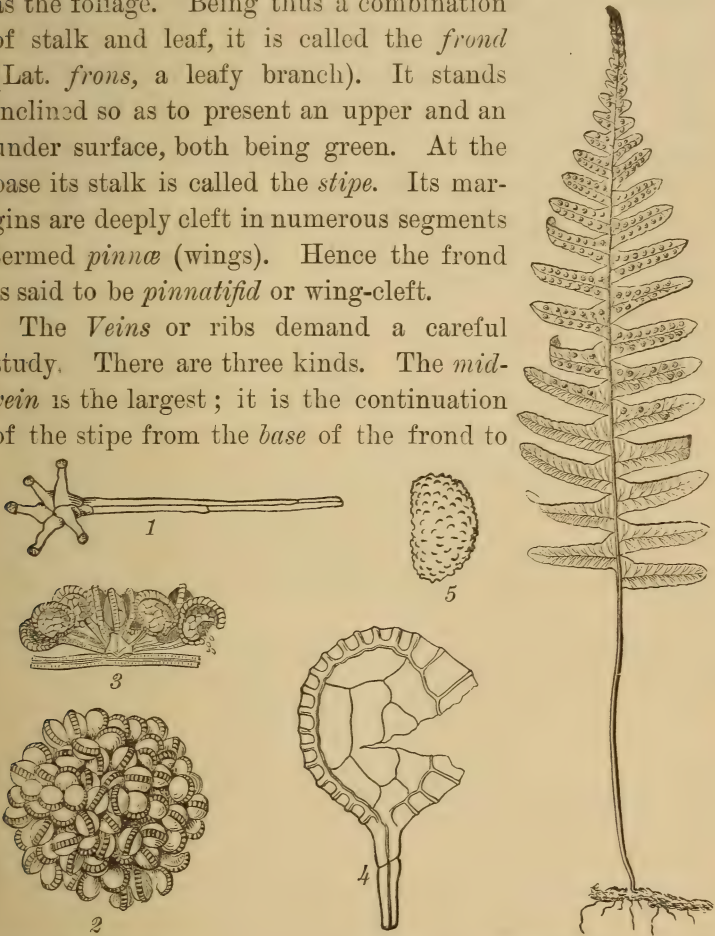 as the foliage. Being thus a combination
of stalk and leaf, it is called the frond
(Lat. frons, a leafy branch). It stands
inclined so as to present an upper and an
under surface, both being green. At the
base its stalk is called the stipe. Its mar-
gins are deeply cleft in numerous segments
termed pinnæ (wings). Hence the frond
is said to be pinnatifid or wing-cleft.
The Veins or ribs demand a careful
study. There are three kinds. The mid-
vein is the largest; it is the continuation
of the stipe from the base of the frond to
1
5
3
4
2